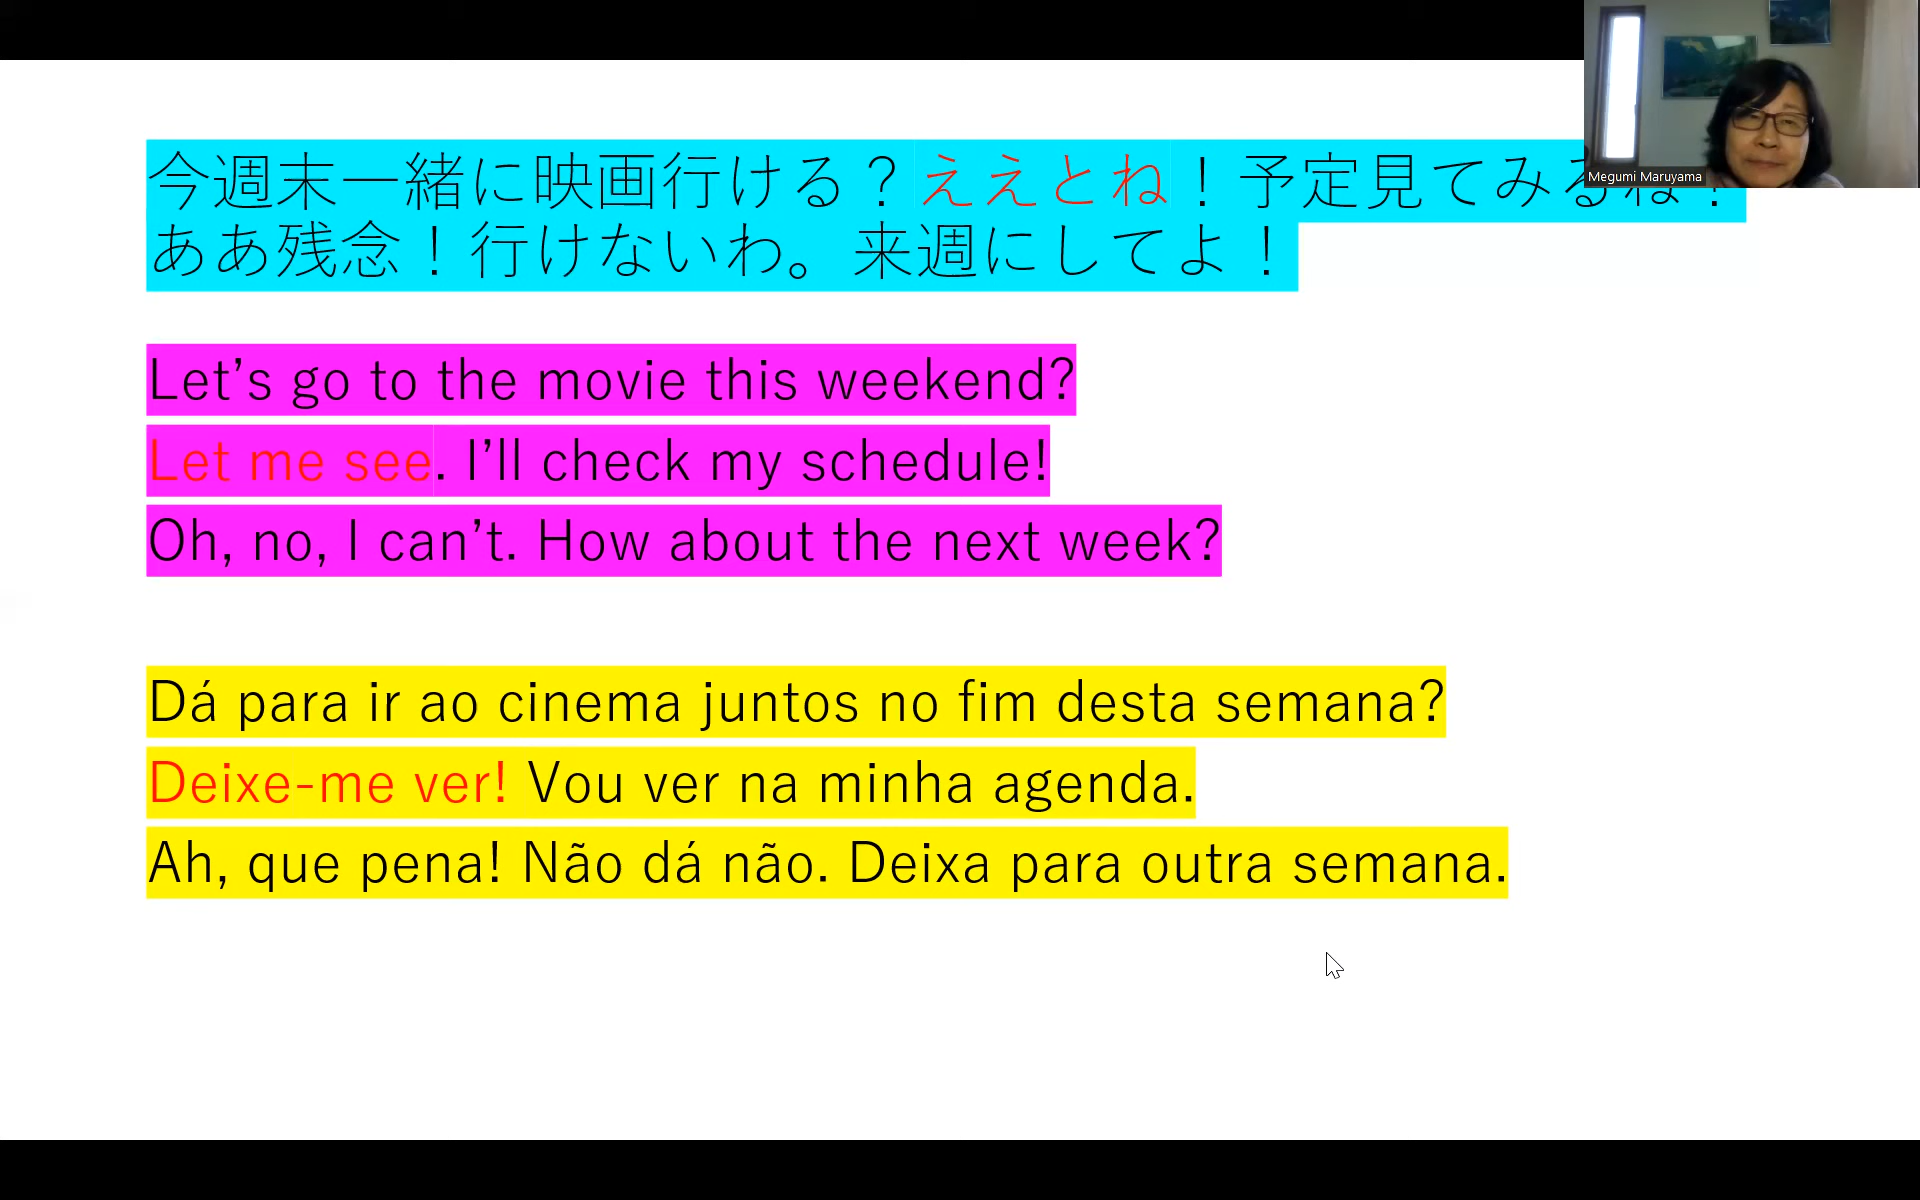 今週末一緒に映画行ける？ええとね！予定見てみるね！
ああ残念！行けないわ。来週にしてよ！
Let’s go to the movie this weekend?
Let me see. I’ll check my schedule!
Oh, no, I can’t. How about the next week?
Dá para ir ao cinema juntos no fim desta semana?
Deixe-me ver! Vou ver na minha agenda.
Ah, que pena! Não dá não. Deixa para outra semana.
Megumi Maruyama